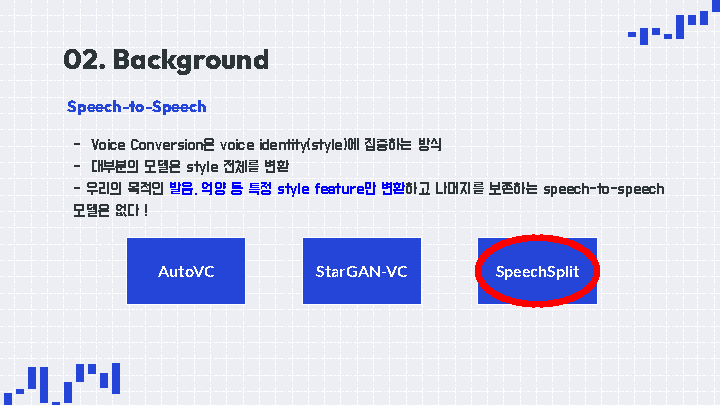 02. Background
Speech-to-Speech
- Voice Conversion은 voice identity(style)에 집중하는 방식
- 대부분의 모델은 style 전체를 변환
- 우리의 목적인 발음, 억양 등 특정 style feature만 변환하고 나머지를 보존하는 speech-to-speech
모델은 없다 !
AutoVC StarGAN-VC SpeechSplit